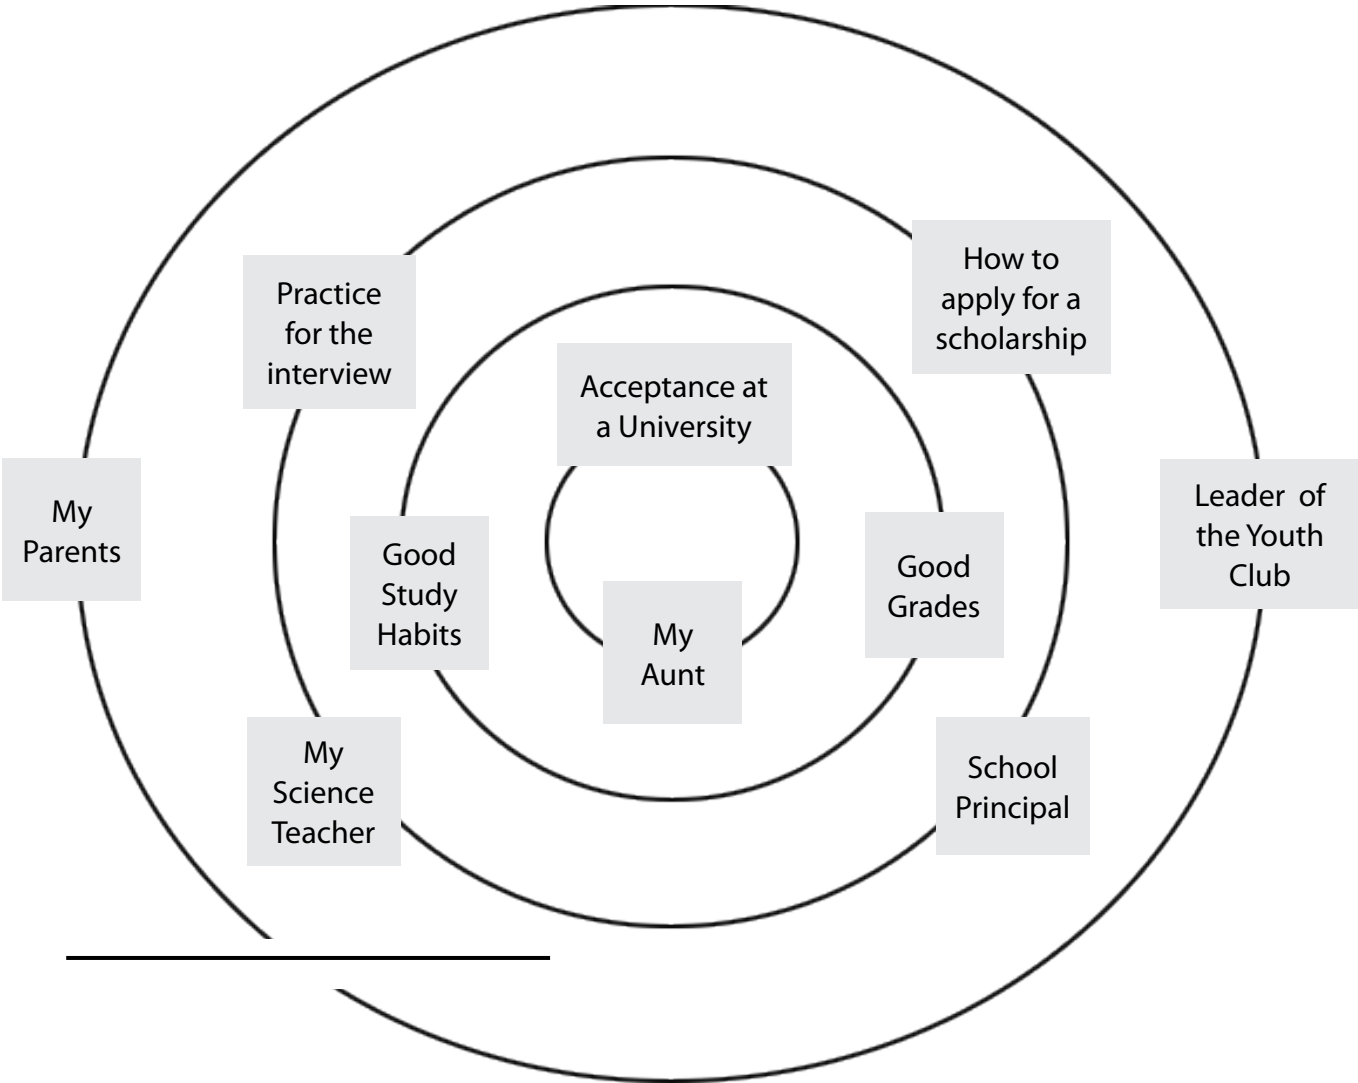 How to
apply for a
scholarship
Practice
for the
interview
Acceptance at
a University
My
Parents
Leader of
the Youth
Club
Good
Study
Habits
Good
Grades
My
Aunt
My
Science
Teacher
School
Principal